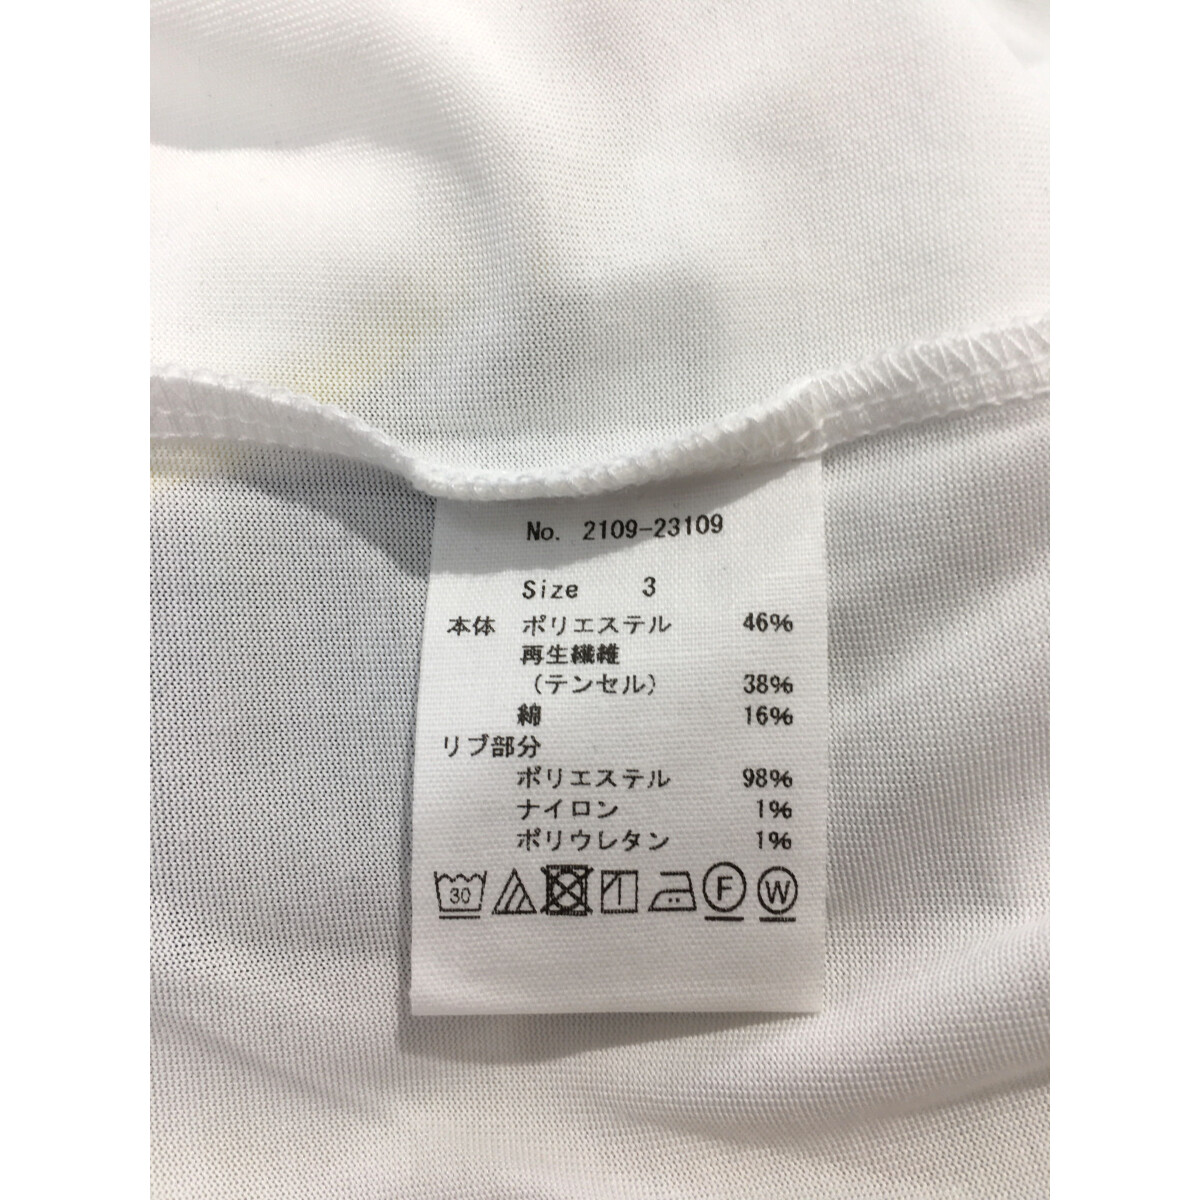 No. 2109-23109
Size 3
本体 ポリエステル 46%
再生繊維
(テンセル) 38%
綿 16%
リブ部分
ポリエステル 98%
ナイロン 1%
ポリウレタン 1%
30 F W